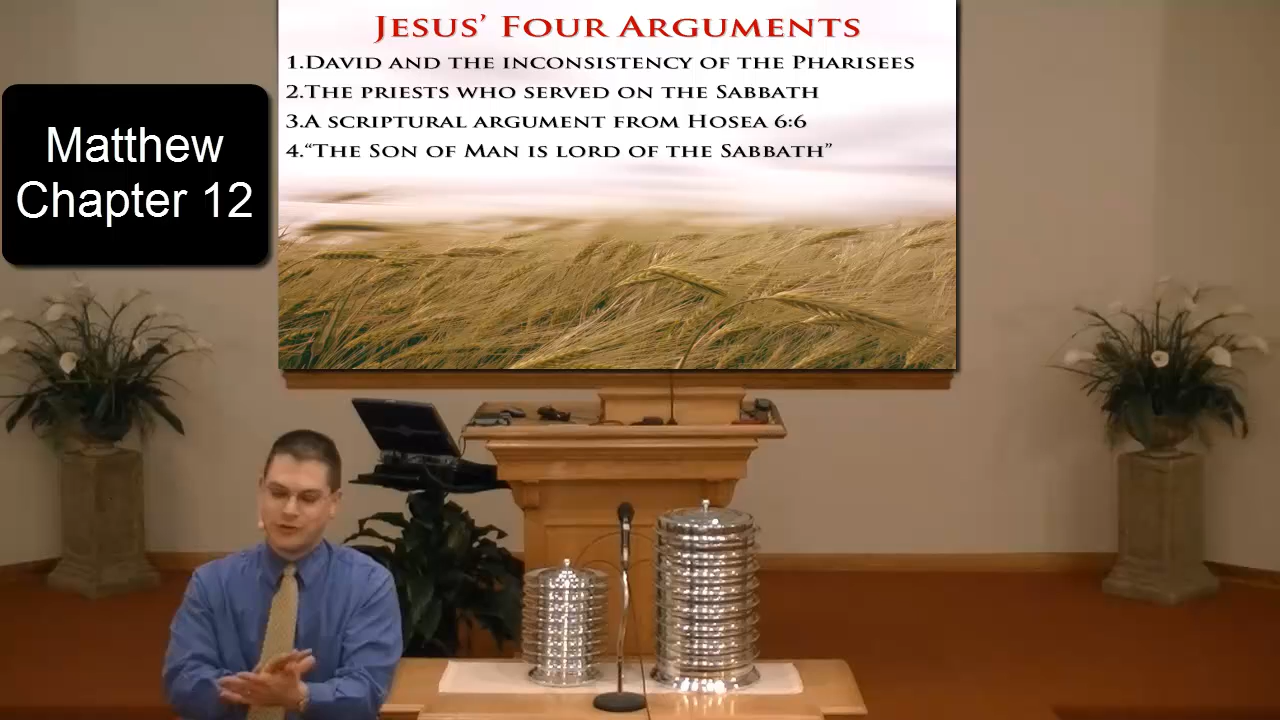 Jesus' Four Arguments
1.David and the inconsistency of the Pharisees
2.The priests who served on the Sabbath
3.A scriptural argument from Hosea 6:6
4.“The Son of Man is lord of the Sabbath”
Matthew
Chapter 12